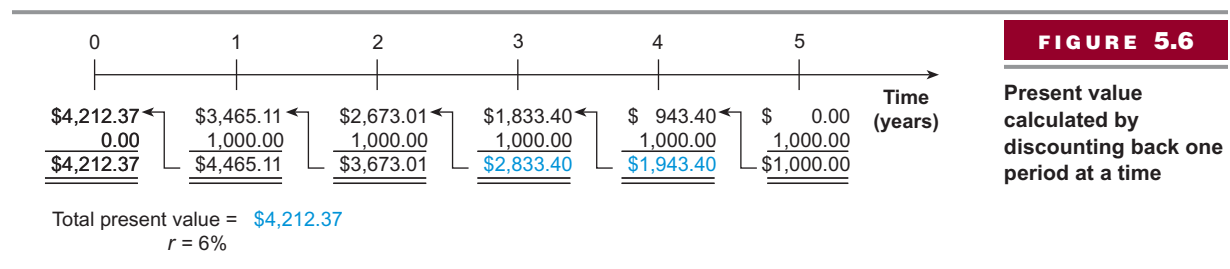 0 1 2 3 4 5
Time
(years)
$4,212.37 $3,465.11 $2,673.01 $1,833.40 $ 943.40 $ 0.00
0.00 1,000.00 1,000.00 1,000.00 1,000.00 1,000.00
$4,212.37 $4,465.11 $3,673.01 $2,833.40 $1,943.40 $1,000.00
Total present value = $4,212.37
r = 6%
FIGURE 5.6
Present value
calculated by
discounting back one
period at a time